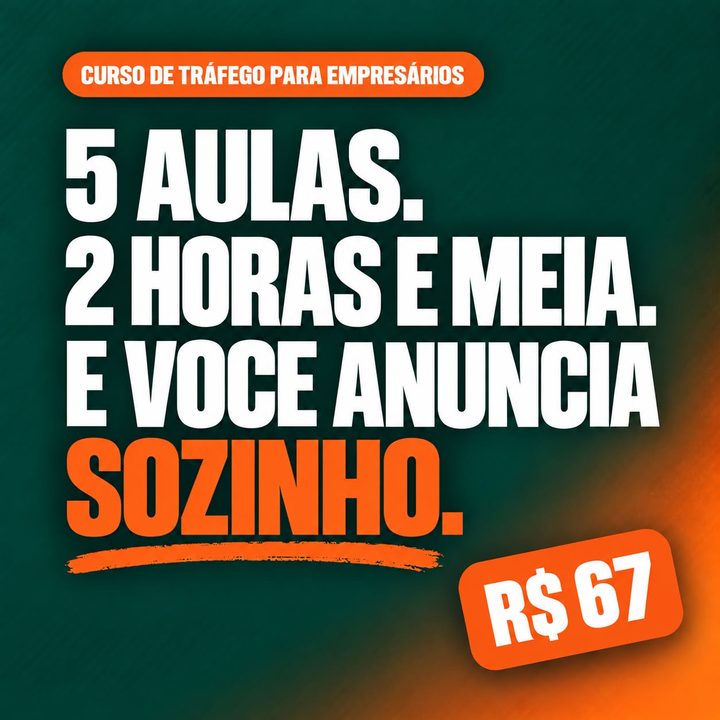 CURSO DE TRÁFEGO PARA EMPRESÁRIOS
5 AULAS.
2 HORAS E MEIA.
E VOCE ANUNCIA
SOZINHO.
R$ 67